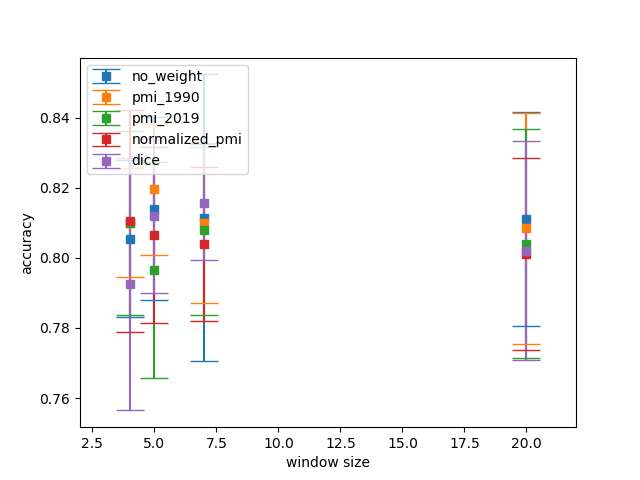 no_weight
pmi_1990
pmi_2019
normalized_pmi
dice
0.84
0.82
0.80
0.78
0.76
accuracy
2.5
5.0
7.5
10.0
12.5
15.0
17.5
20.0
window size